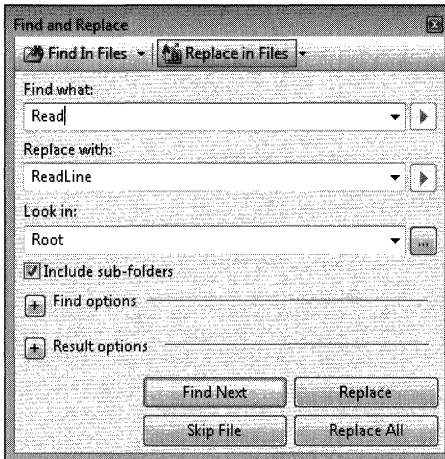 Find and Replace
Find In Files
Replace in Files
Find what:
Read
Replace with:
ReadLine
Look in:
Root
...
Include sub-folders
Find options
Result options
Find Next
Replace
Skip File
Replace All